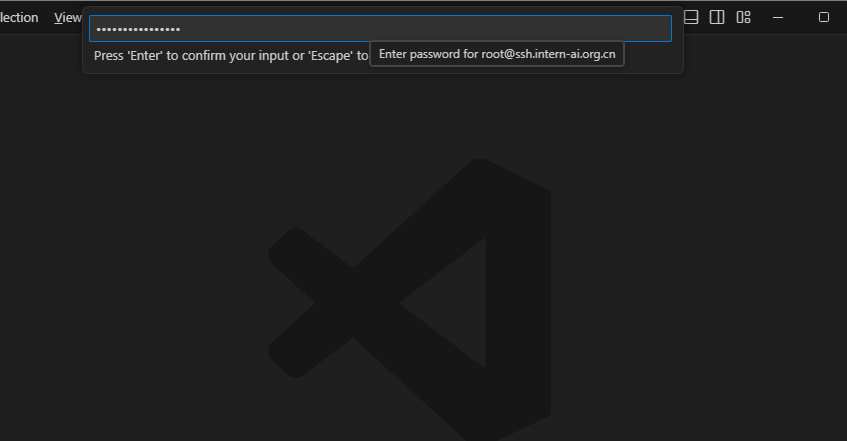 lection View
••••••••••••••••
Press 'Enter' to confirm your input or 'Escape' to
Enter password for root@ssh.intern-ai.org.cn